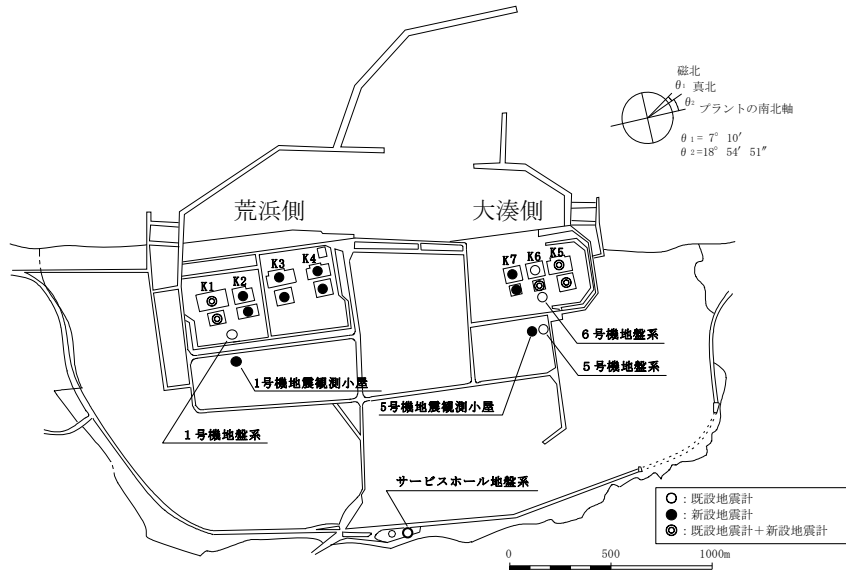 磁北
θ₁ 真北
θ₂ プラントの南北軸
θ₁= 7° 10′
θ₂=18° 54′ 51″
荒浜側
大湊側
K1
K2
K3
K4
K7
K6
K5
6号機地盤系
5号機地盤系
1号機地震観測小屋
5号機地震観測小屋
1号機地盤系
サービスホール地盤系
○:既設地震計
●:新設地震計
◎:既設地震計+新設地震計
0 500 1000m